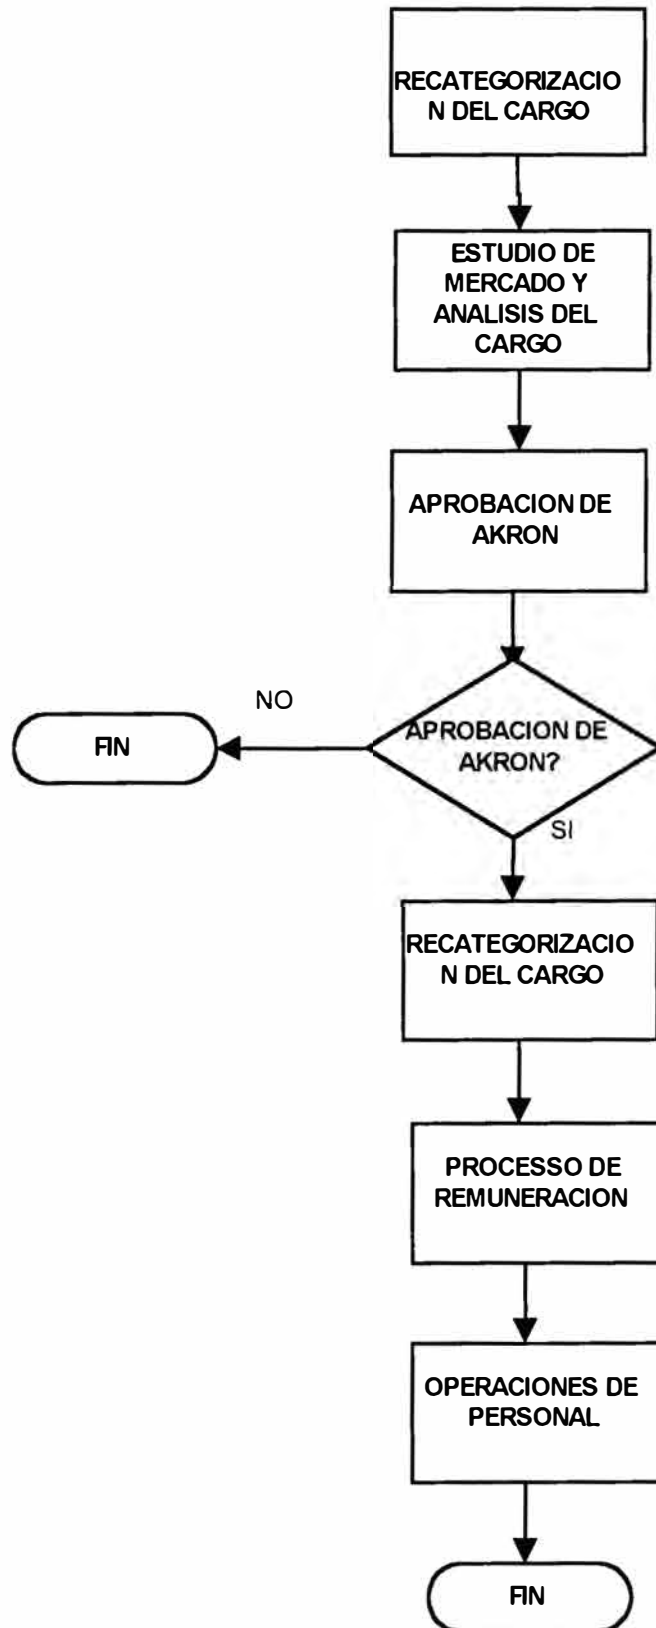 RECATEGORIZACIO
N DEL CARGO
ESTUDIO DE
MERCADO Y
ANALISIS DEL
CARGO
APROBACION DE
AKRON
NO
FIN
APROBACION DE
AKRON?
SI
RECATEGORIZACIO
N DEL CARGO
PROCESSO DE
REMUNERACION
OPERACIONES DE
PERSONAL
FIN